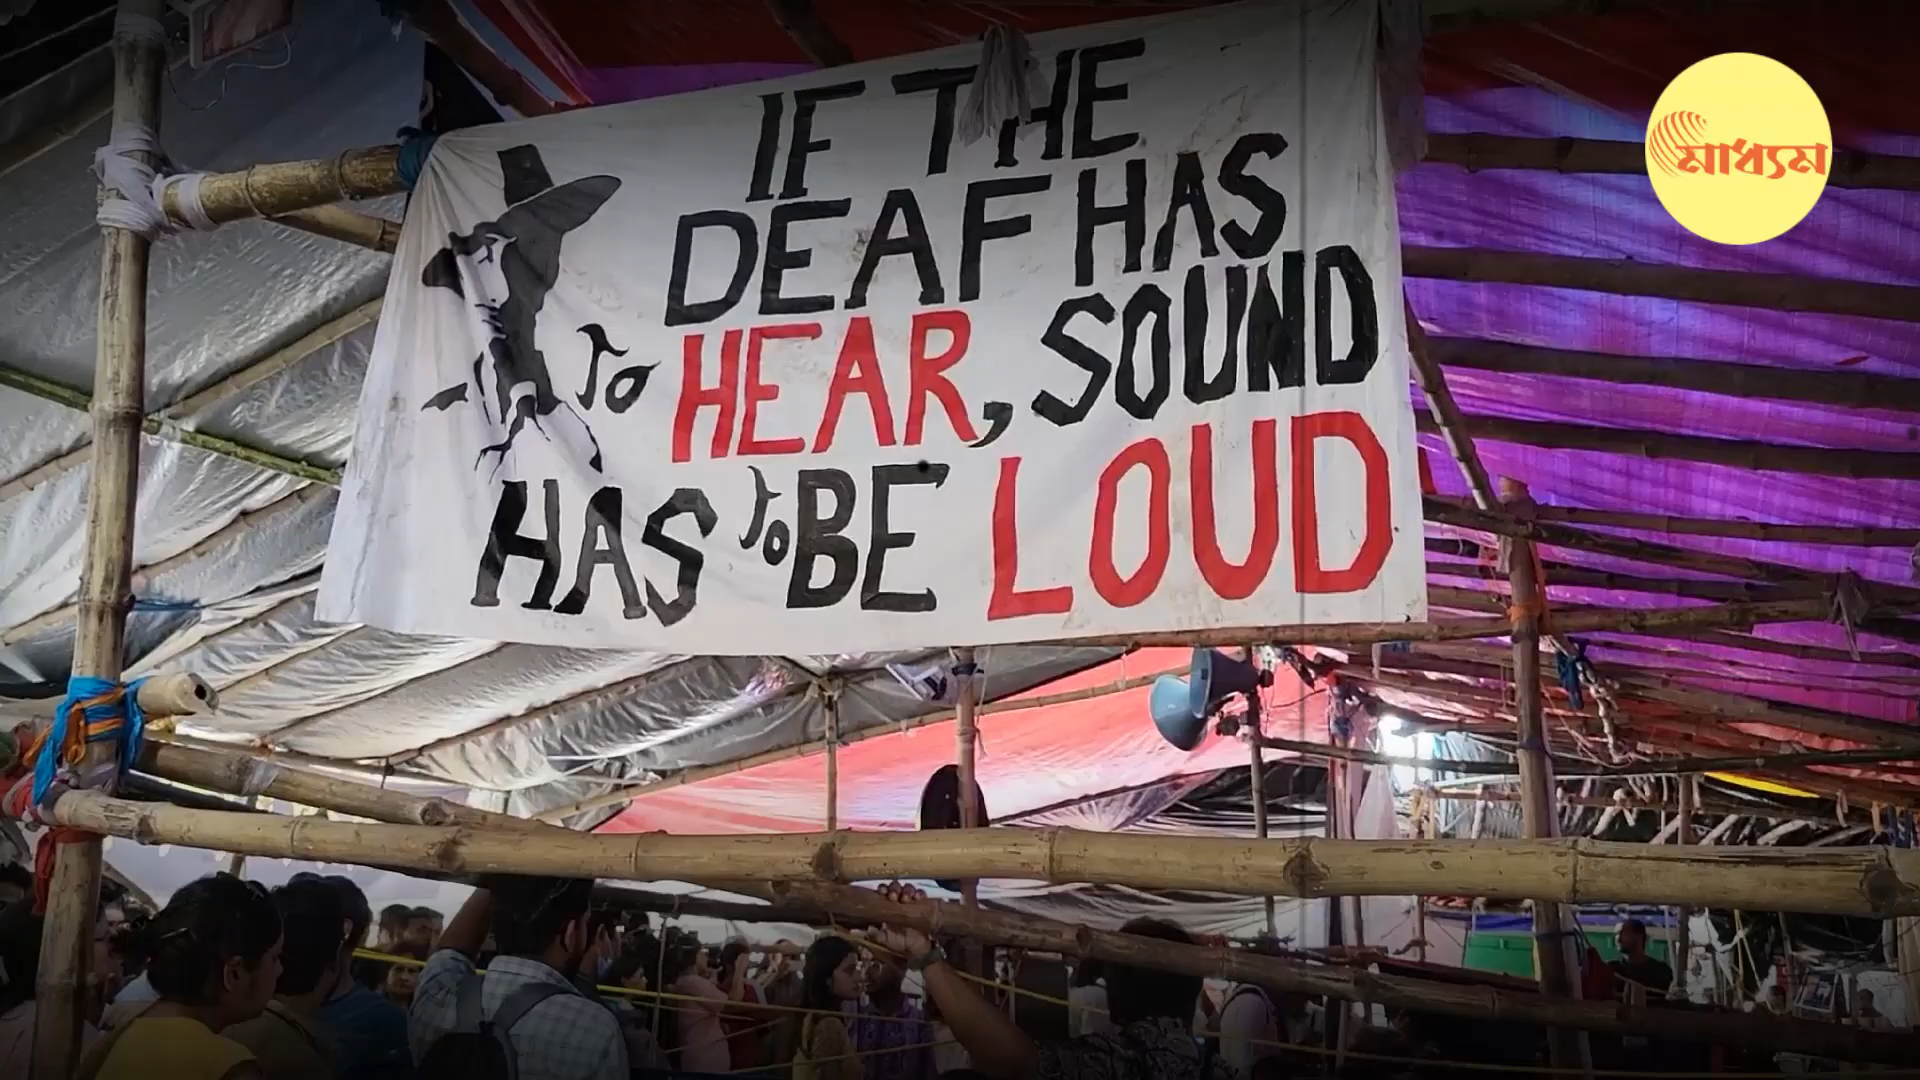 IF THE
DEAF HAS
To HEAR, SOUND
HAS To BE LOUD
মাধ্যম